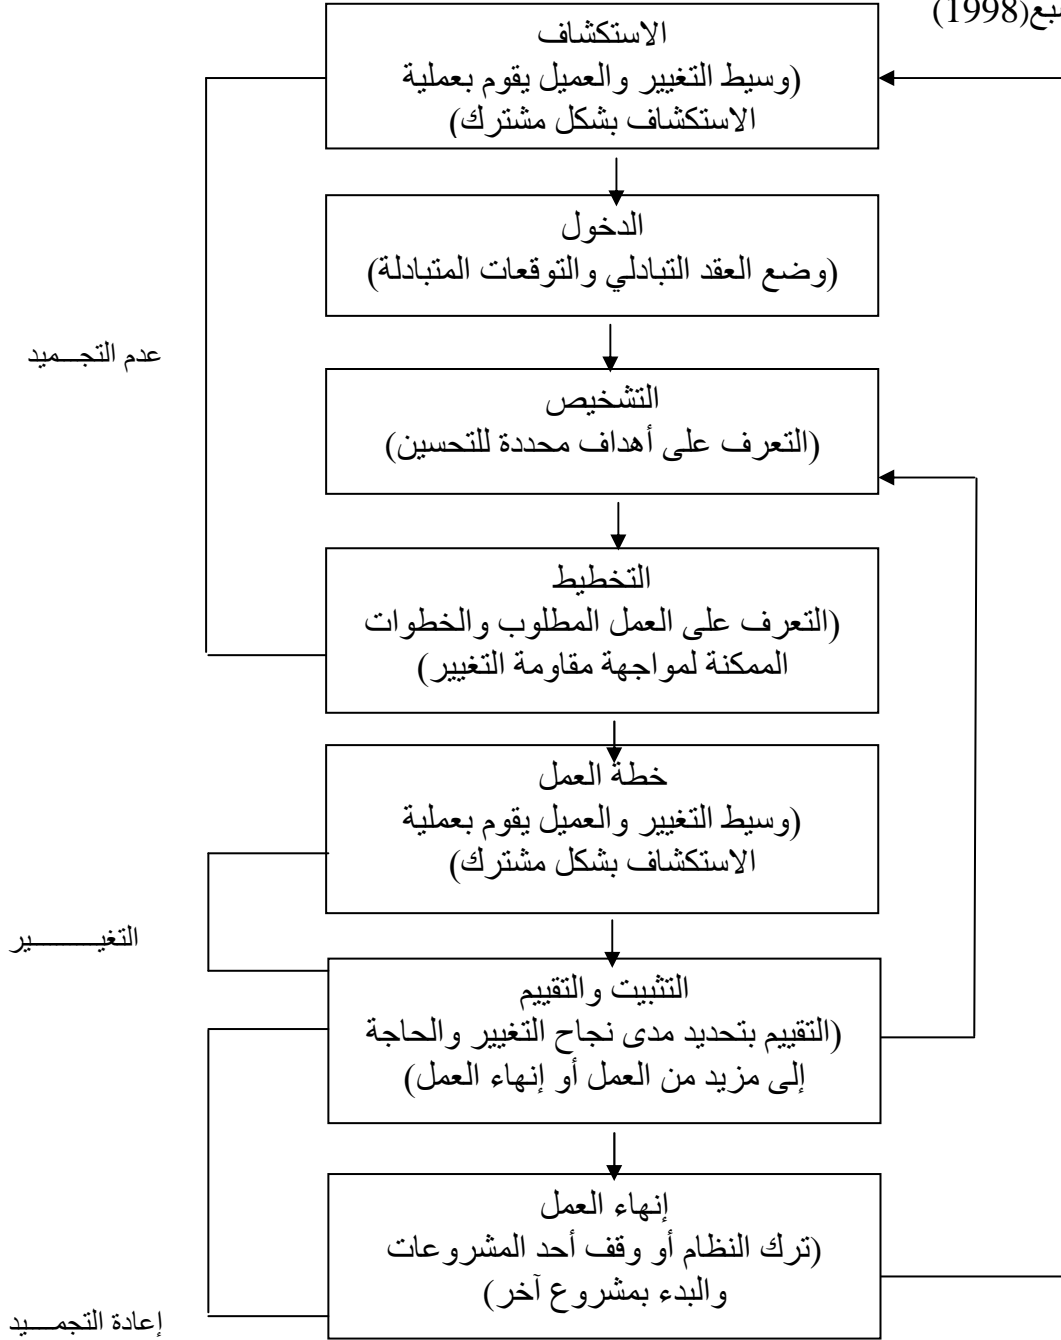 (1998)
الاستكشاف
(وسيط التغيير والعميل يقوم بعملية
الاستكشاف بشكل مشترك)
الدخول
(وضع العقد التبادلي والتوقعات المتبادلة)
عدم التجـــميد
التشخيص
(التعرف على أهداف محددة للتحسين)
التخطيط
(التعرف على العمل المطلوب والخطوات
الممكنة لمواجهة مقاومة التغيير)
خطة العمل
(وسيط التغيير والعميل يقوم بعملية
الاستكشاف بشكل مشترك)
التغيـــــــــير
التثبيت والتقييم
(التقييم بتحديد مدى نجاح التغيير والحاجة
إلى مزيد من العمل أو إنهاء العمل)
إنهاء العمل
(ترك النظام أو وقف أحد المشروعات
والبدء بمشروع آخر)
إعادة التجمـــــيد